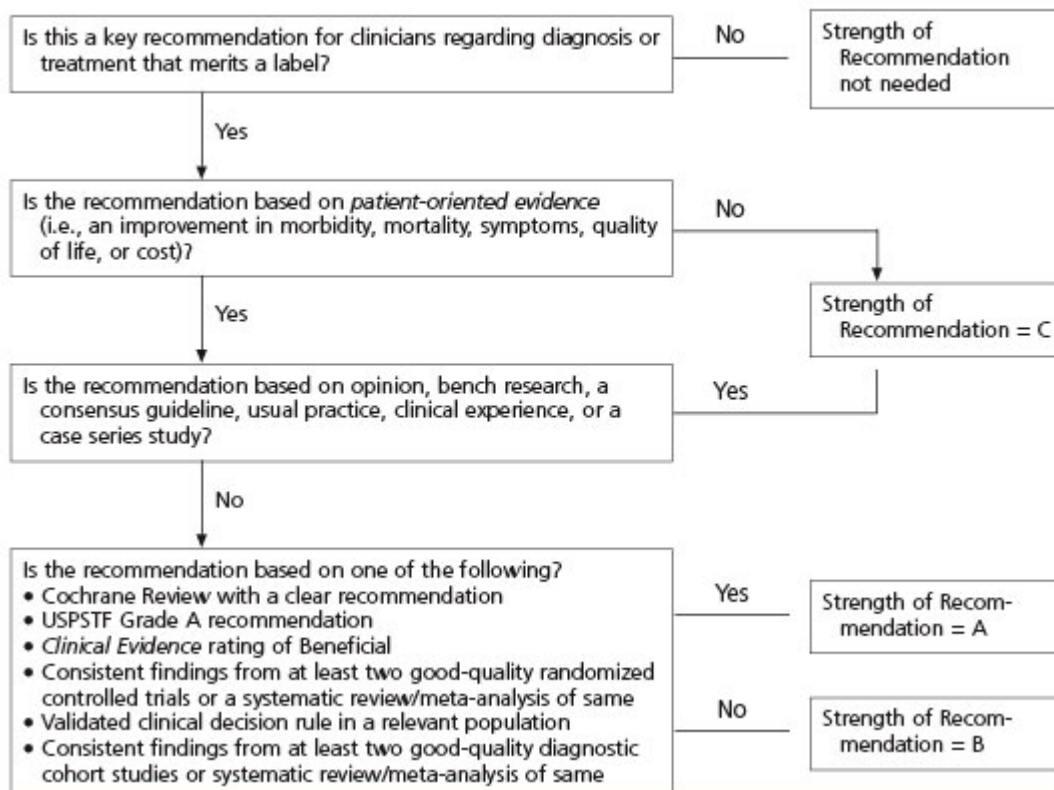 Is this a key recommendation for clinicians regarding diagnosis or
treatment that merits a label?
No
Strength of
Recommendation
not needed
Yes
Is the recommendation based on patient-oriented evidence
(i.e., an improvement in morbidity, mortality, symptoms, quality
of life, or cost)?
No
Strength of
Recommendation = C
Yes
Is the recommendation based on opinion, bench research, a
consensus guideline, usual practice, clinical experience, or a
case series study?
Yes
No
Is the recommendation based on one of the following?
• Cochrane Review with a clear recommendation
• USPSTF Grade A recommendation
• Clinical Evidence rating of Beneficial
• Consistent findings from at least two good-quality randomized
controlled trials or a systematic review/meta-analysis of same
• Validated clinical decision rule in a relevant population
• Consistent findings from at least two good-quality diagnostic
cohort studies or systematic review/meta-analysis of same
Yes
Strength of Recom-
mendation = A
No
Strength of Recom-
mendation = B